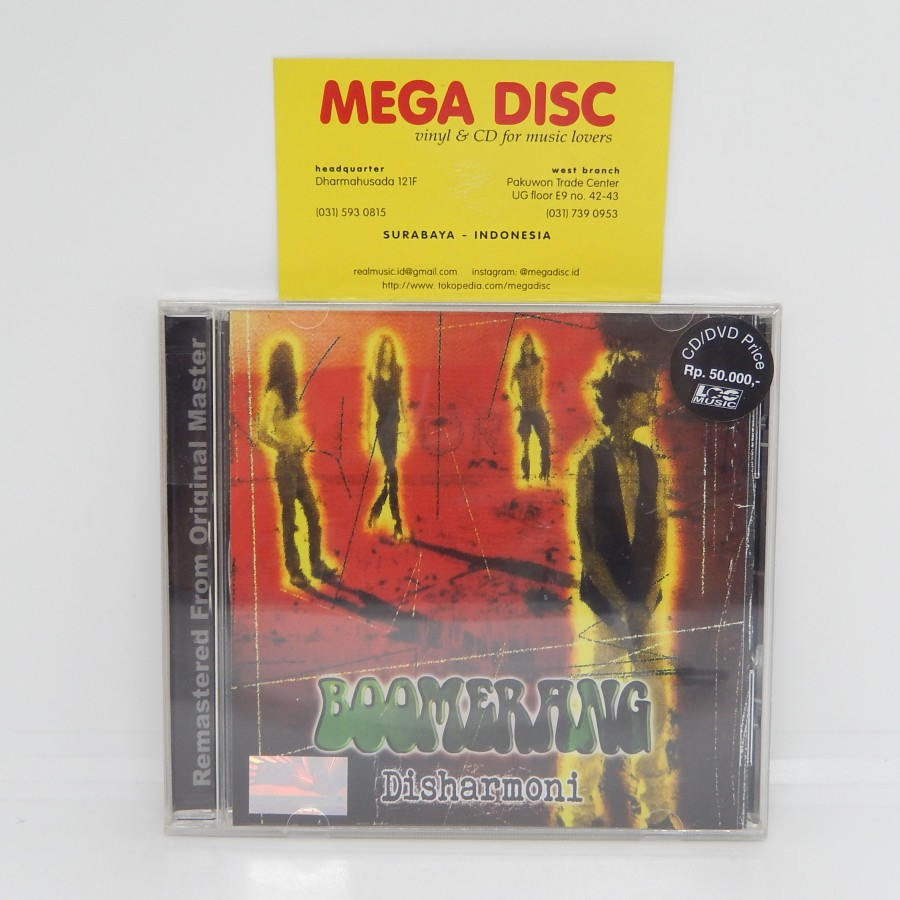 MEGA DISC
vinyl & CD for music lovers
headquarter
Dharmahusada 121F
(031) 593 0815
west branch
Pakuwon Trade Center
UG floor E9 no. 42-43
(031) 739 0953
SURABAYA - INDONESIA
realmusic.id@gmail.com instagram: @megadisc.id
http://www. tokopedia.com/megadisc
Remastered From Original Master
CD/DVD Price
Rp. 50.000,-
LOG
MUSIC
BOOMERANG
Disharmoni